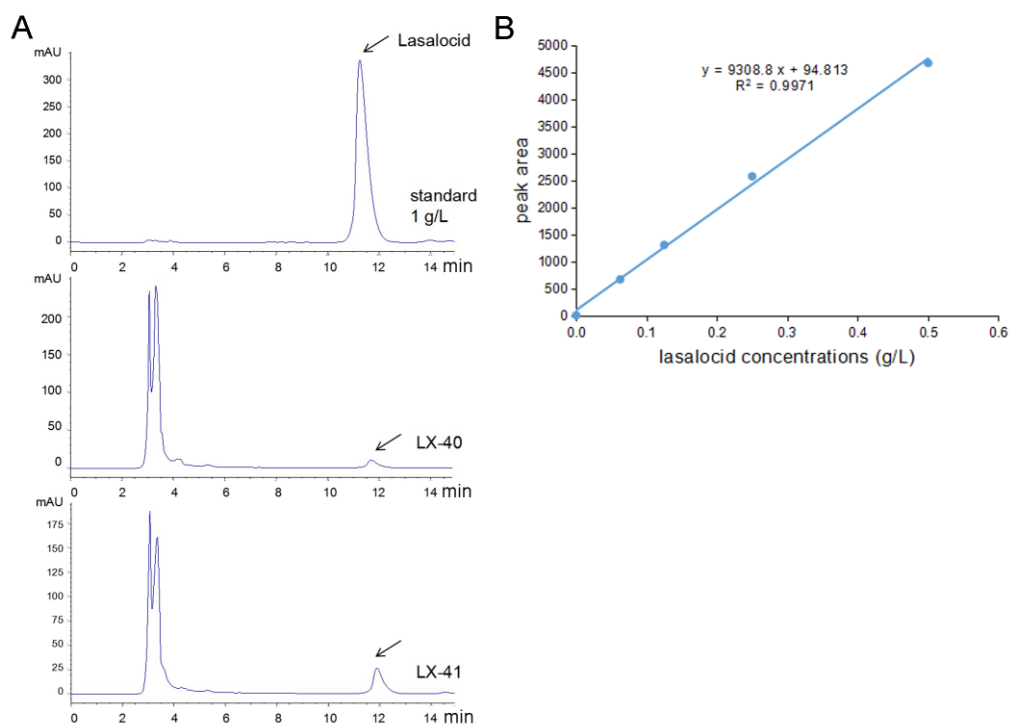 A
mAU
Lasalocid
300
250
200
150
100
50
0
standard
1 g/L
0 2 4 6 8 10 12 14 min
mAU
200
150
100
50
0
LX-40
0 2 4 6 8 10 12 14 min
mAU
175
150
125
100
75
50
25
0
LX-41
0 2 4 6 8 10 12 14 min
B
peak area
5000
4500
4000
3500
3000
2500
2000
1500
1000
500
0
y = 9308.8 x + 94.813
R² = 0.9971
0.0 0.1 0.2 0.3 0.4 0.5 0.6
lasalocid concentrations (g/L)